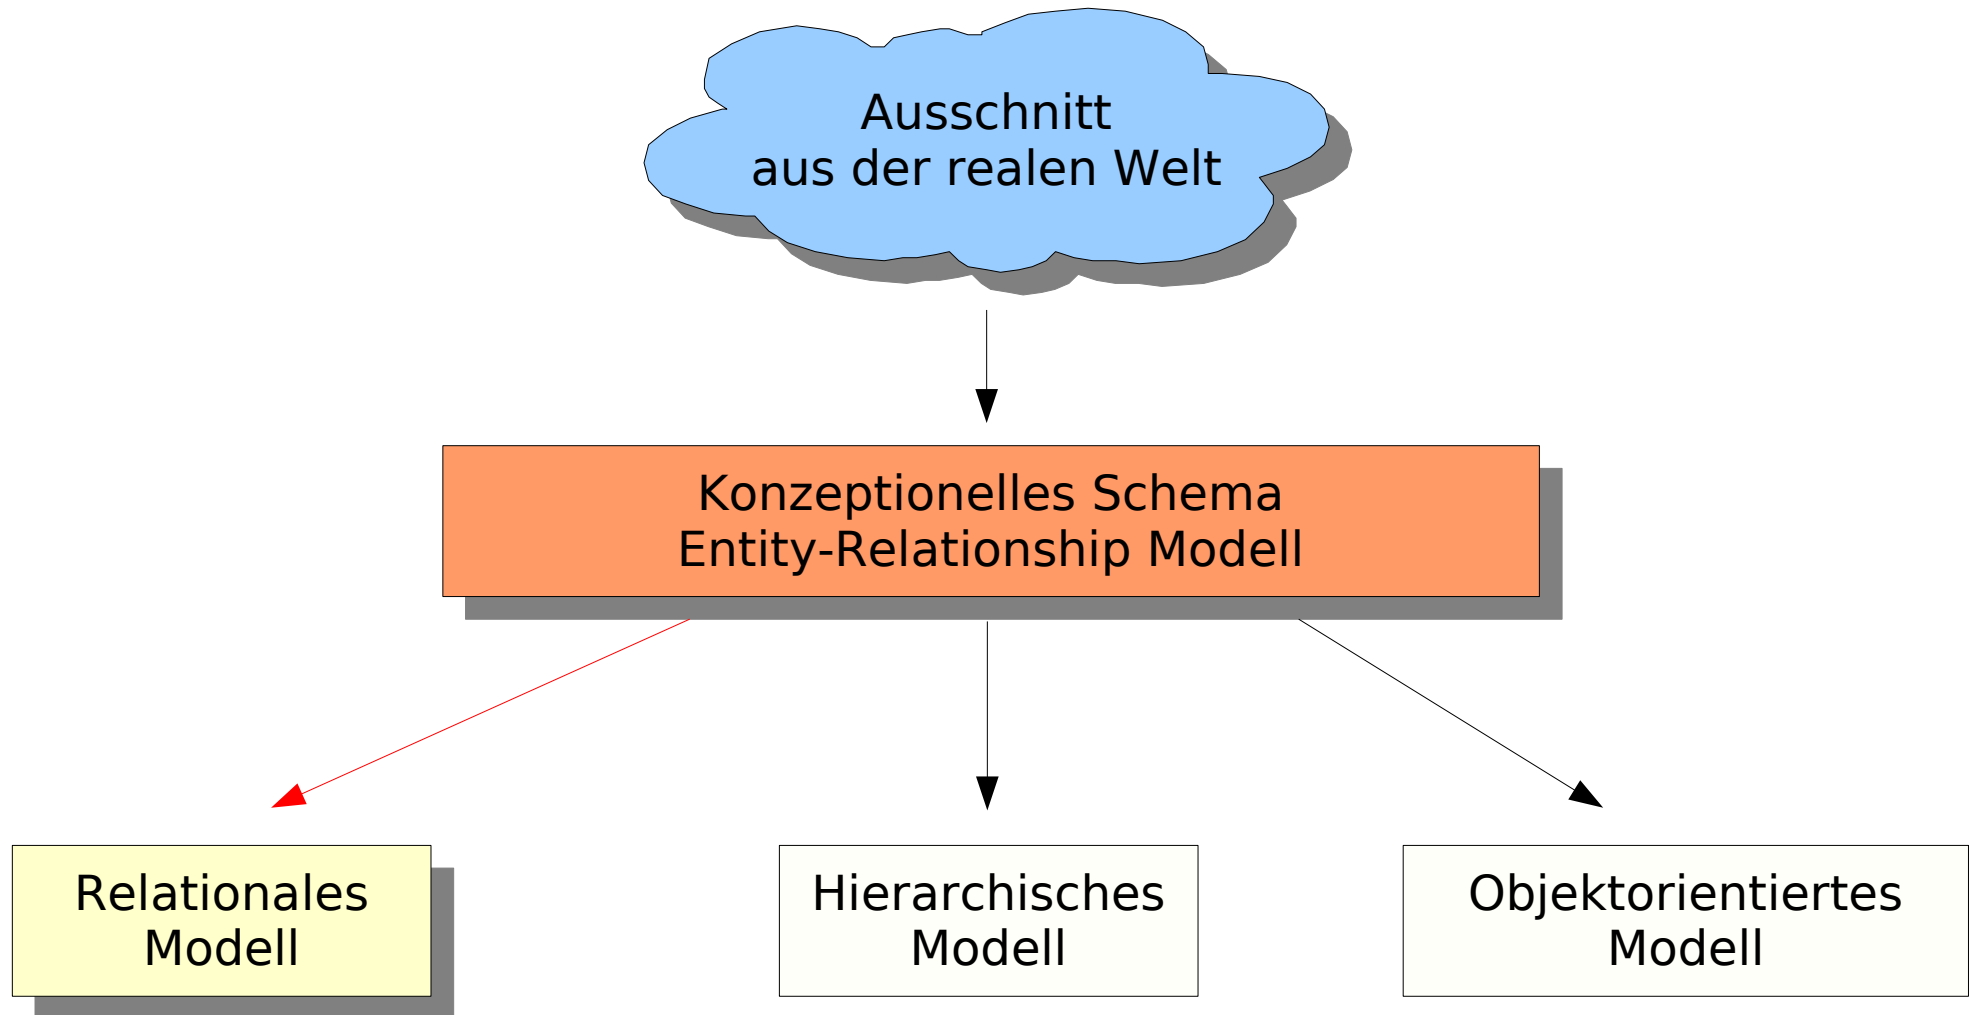 Ausschnitt
aus der realen Welt
Konzeptionelles Schema
Entity-Relationship Modell
Relationales
Modell
Hierarchisches
Modell
Objektorientiertes
Modell